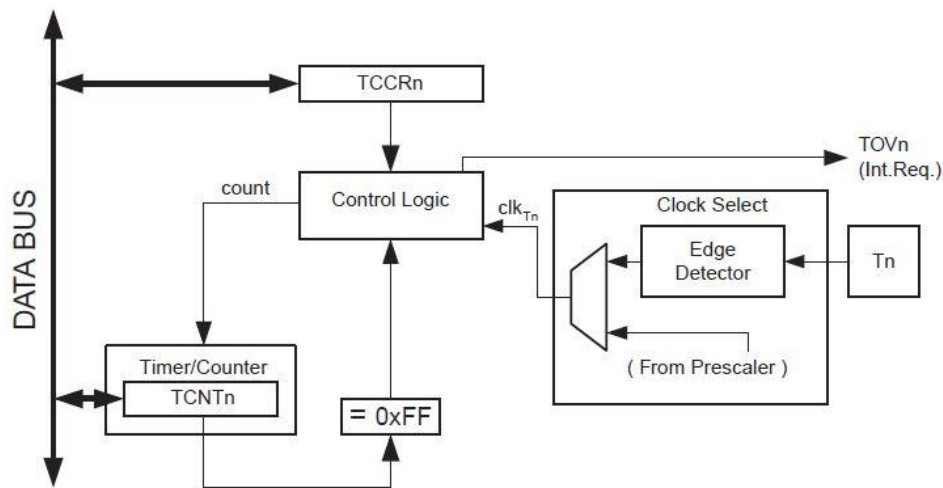 TCCRn
TOVn
(Int.Req.)
count
Control Logic
clkTn
Clock Select
Edge
Detector
Tn
DATA BUS
Timer/Counter
TCNTn
= 0xFF
( From Prescaler )